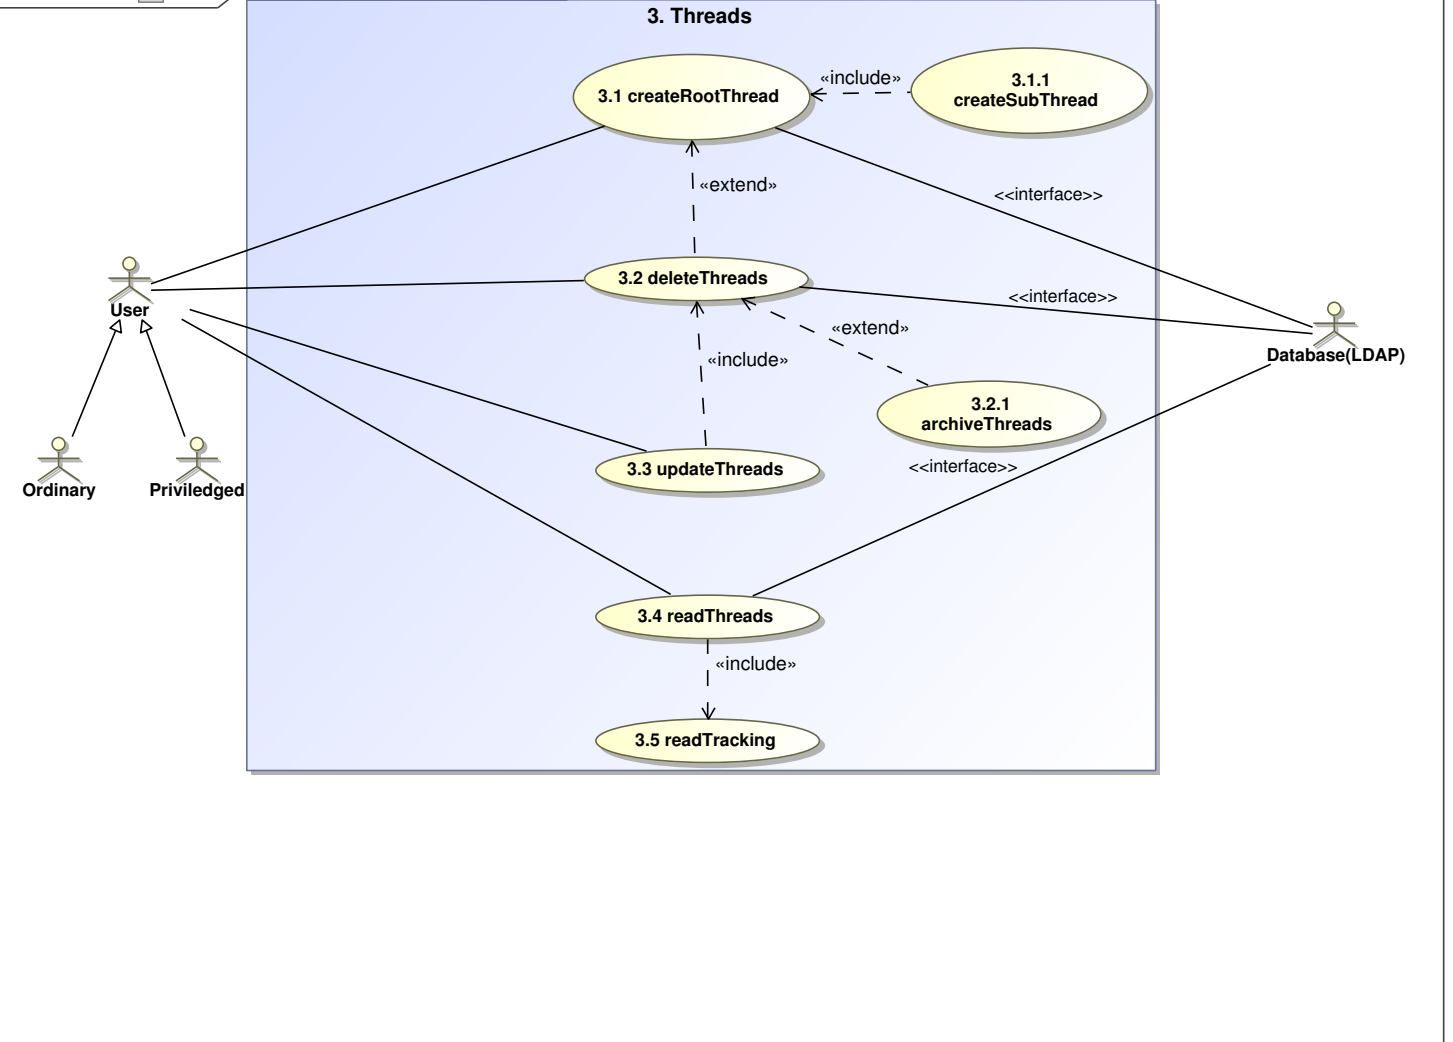 3. Threads
3.1 createRootThread
«include»
3.1.1
createSubThread
«extend»
<<interface>>
3.2 deleteThreads
<<interface>>
User
«extend»
Database(LDAP)
«include»
3.2.1
archiveThreads
3.3 updateThreads
<<interface>>
Ordinary
Priviledged
3.4 readThreads
«include»
3.5 readTracking